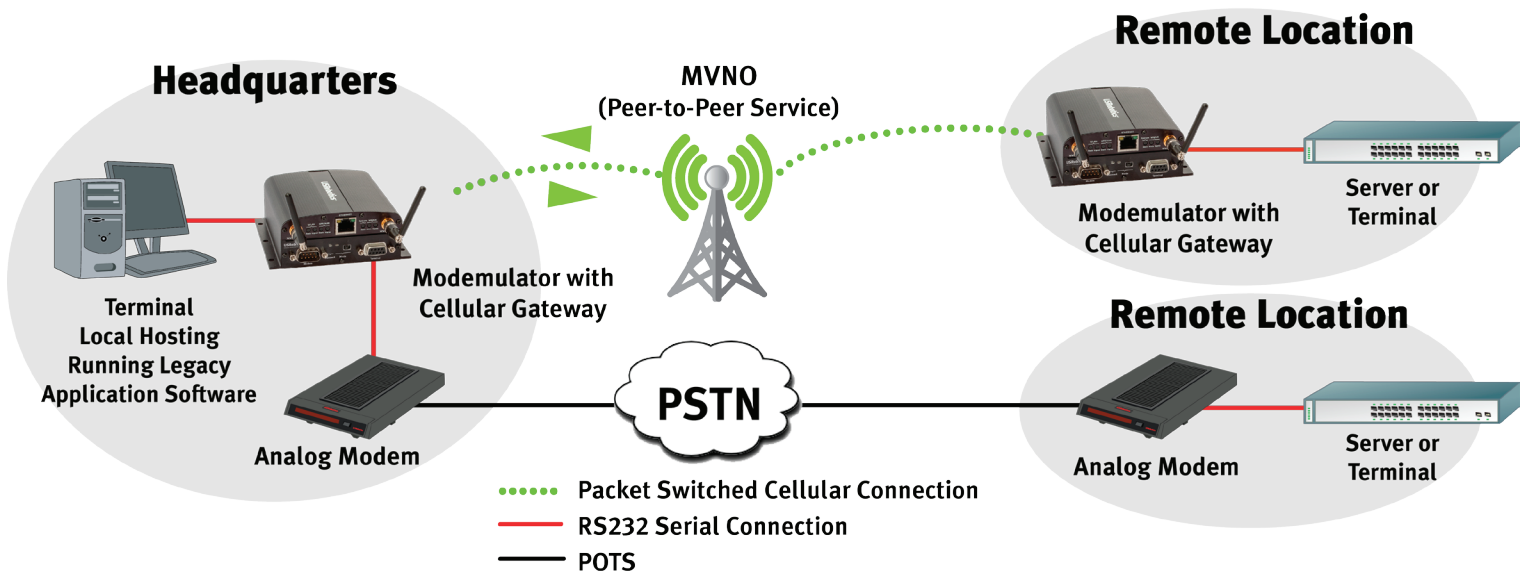 Headquarters
MVNO
(Peer-to-Peer Service)
Remote Location
Server or
Terminal
Modemulator with
Cellular Gateway
Modemulator with
Cellular Gateway
Terminal
Local Hosting
Running Legacy
Application Software
Remote Location
PSTN
Analog Modem
Analog Modem
Server or
Terminal
Packet Switched Cellular Connection
RS232 Serial Connection
POTS